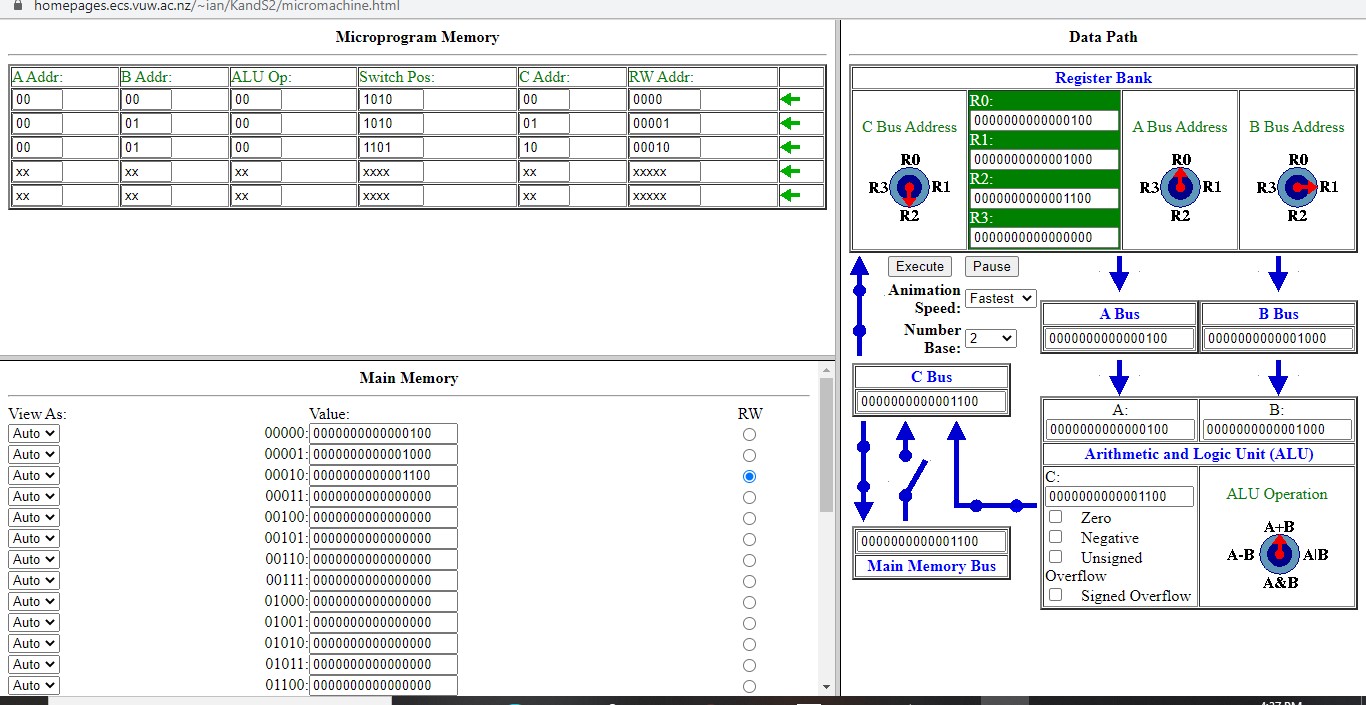 homepages.ecs.vuw.ac.nz/~ian/KandS2/micromachine.html
Microprogram Memory
A Addr: B Addr: ALU Op: Switch Pos: C Addr: RW Addr:
00 00 00 1010 00 0000
00 01 00 1010 01 00001
00 01 00 1101 10 00010
xx xx xx xxxx xx xxxxx
xx xx xx xxxx xx xxxxx
Main Memory
View As: Value: RW
Auto 00000: 0000000000000100
Auto 00001: 0000000000001000
Auto 00010: 0000000000001100
Auto 00011: 0000000000000000
Auto 00100: 0000000000000000
Auto 00101: 0000000000000000
Auto 00110: 0000000000000000
Auto 00111: 0000000000000000
Auto 01000: 0000000000000000
Auto 01001: 0000000000000000
Auto 01010: 0000000000000000
Auto 01011: 0000000000000000
Auto 01100: 0000000000000000
Data Path
Register Bank
C Bus Address
R0
R3 R1
R2
R0:
0000000000000100
R1:
0000000000001000
R2:
0000000000001100
R3:
0000000000000000
A Bus Address
R0
R3 R1
R2
B Bus Address
R0
R3 R1
R2
Execute Pause
Animation
Speed: Fastest
Number
Base: 2
A Bus
0000000000000100
B Bus
0000000000001000
C Bus
0000000000001100
0000000000001100
Main Memory Bus
A: B:
0000000000000100 0000000000001000
Arithmetic and Logic Unit (ALU)
C:
0000000000001100
Zero
Negative
Unsigned
Overflow
Signed Overflow
ALU Operation
A+B
A-B A|B
A&B